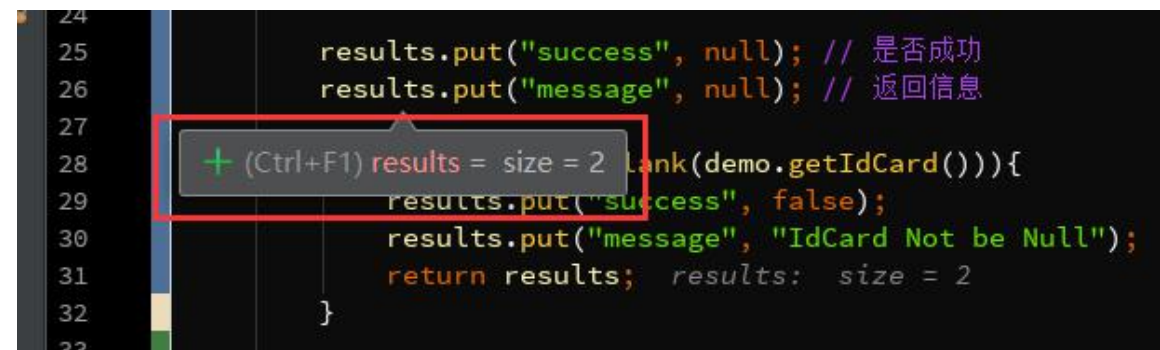 24
25 results.put("success", null); // 是否成功
26 results.put("message", null); // 返回信息
27
+ (Ctrl+F1) results = size = 2
28 lank(demo.getIdCard())){
29 results.put("success", false);
30 results.put("message", "IdCard Not be Null");
31 return results; results: size = 2
32 }
33